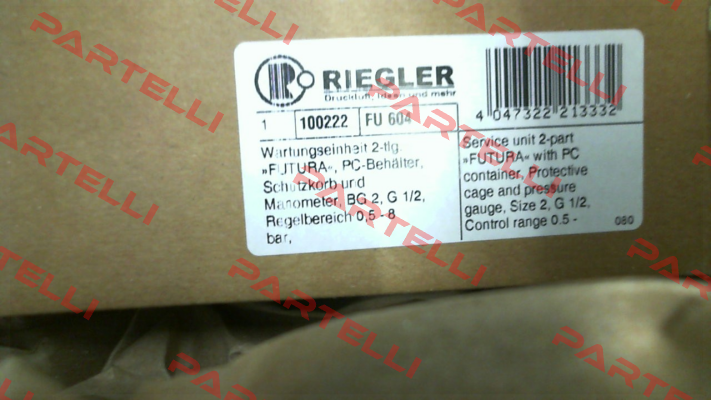 RIEGLER
Druckluft, Ideen und mehr
4 047322 213332
1 100222 FU 604
Wartungseinheit 2-tlg.
»FUTURA«, PC-Behälter,
Schutzkorb und
Manometer, BG 2, G 1/2,
Regelbereich 0,5 - 8
bar,
Service unit 2-part
»FUTURA« with PC
container, Protective
cage and pressure
gauge, Size 2, G 1/2,
Control range 0.5 -
080
PARTELLI
PARTELLI
PARTELLI
PARTELLI
PARTELLI
PARTELLI
PARTELLI
PARTELLI
PARTELLI